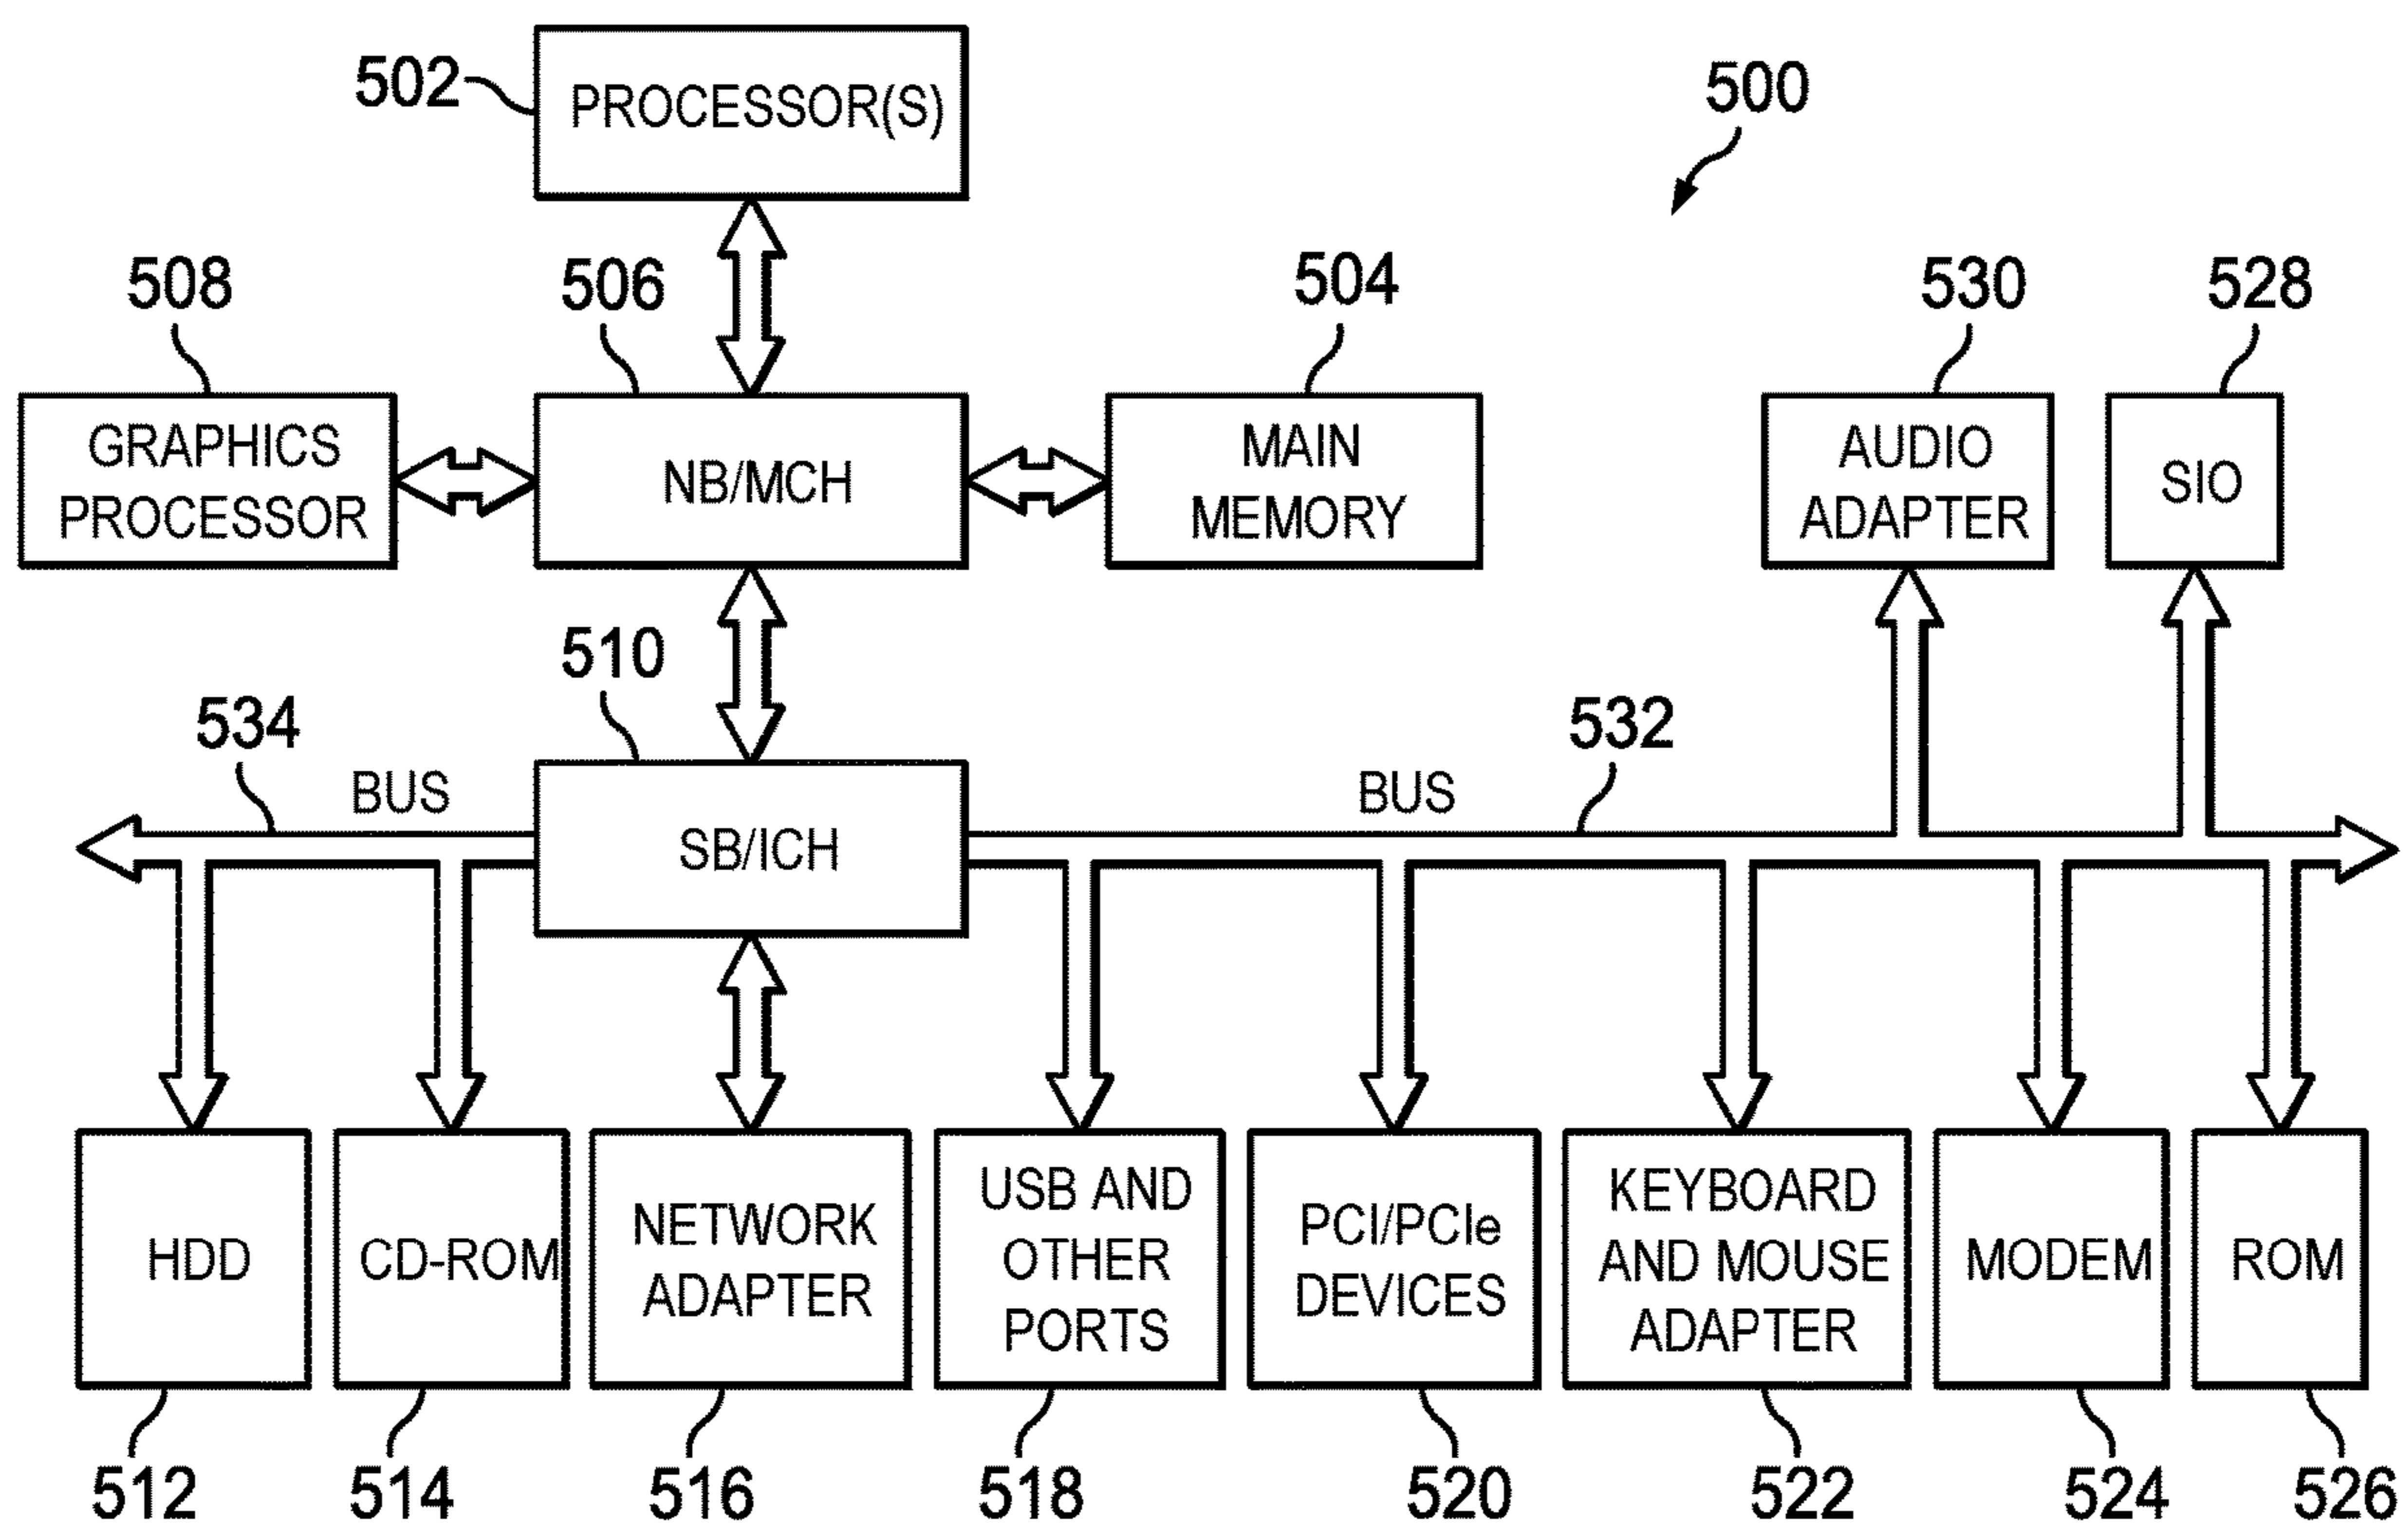 502
PROCESSOR(S)
500
508
506
504
530
528
GRAPHICS
PROCESSOR
NB/MCH
MAIN
MEMORY
AUDIO
ADAPTER
SIO
510
534
BUS
SB/ICH
BUS
532
HDD
CD-ROM
NETWORK
ADAPTER
USB AND
OTHER
PORTS
PCI/PCIe
DEVICES
KEYBOARD
AND MOUSE
ADAPTER
MODEM
ROM
512
514
516
518
520
522
524
526